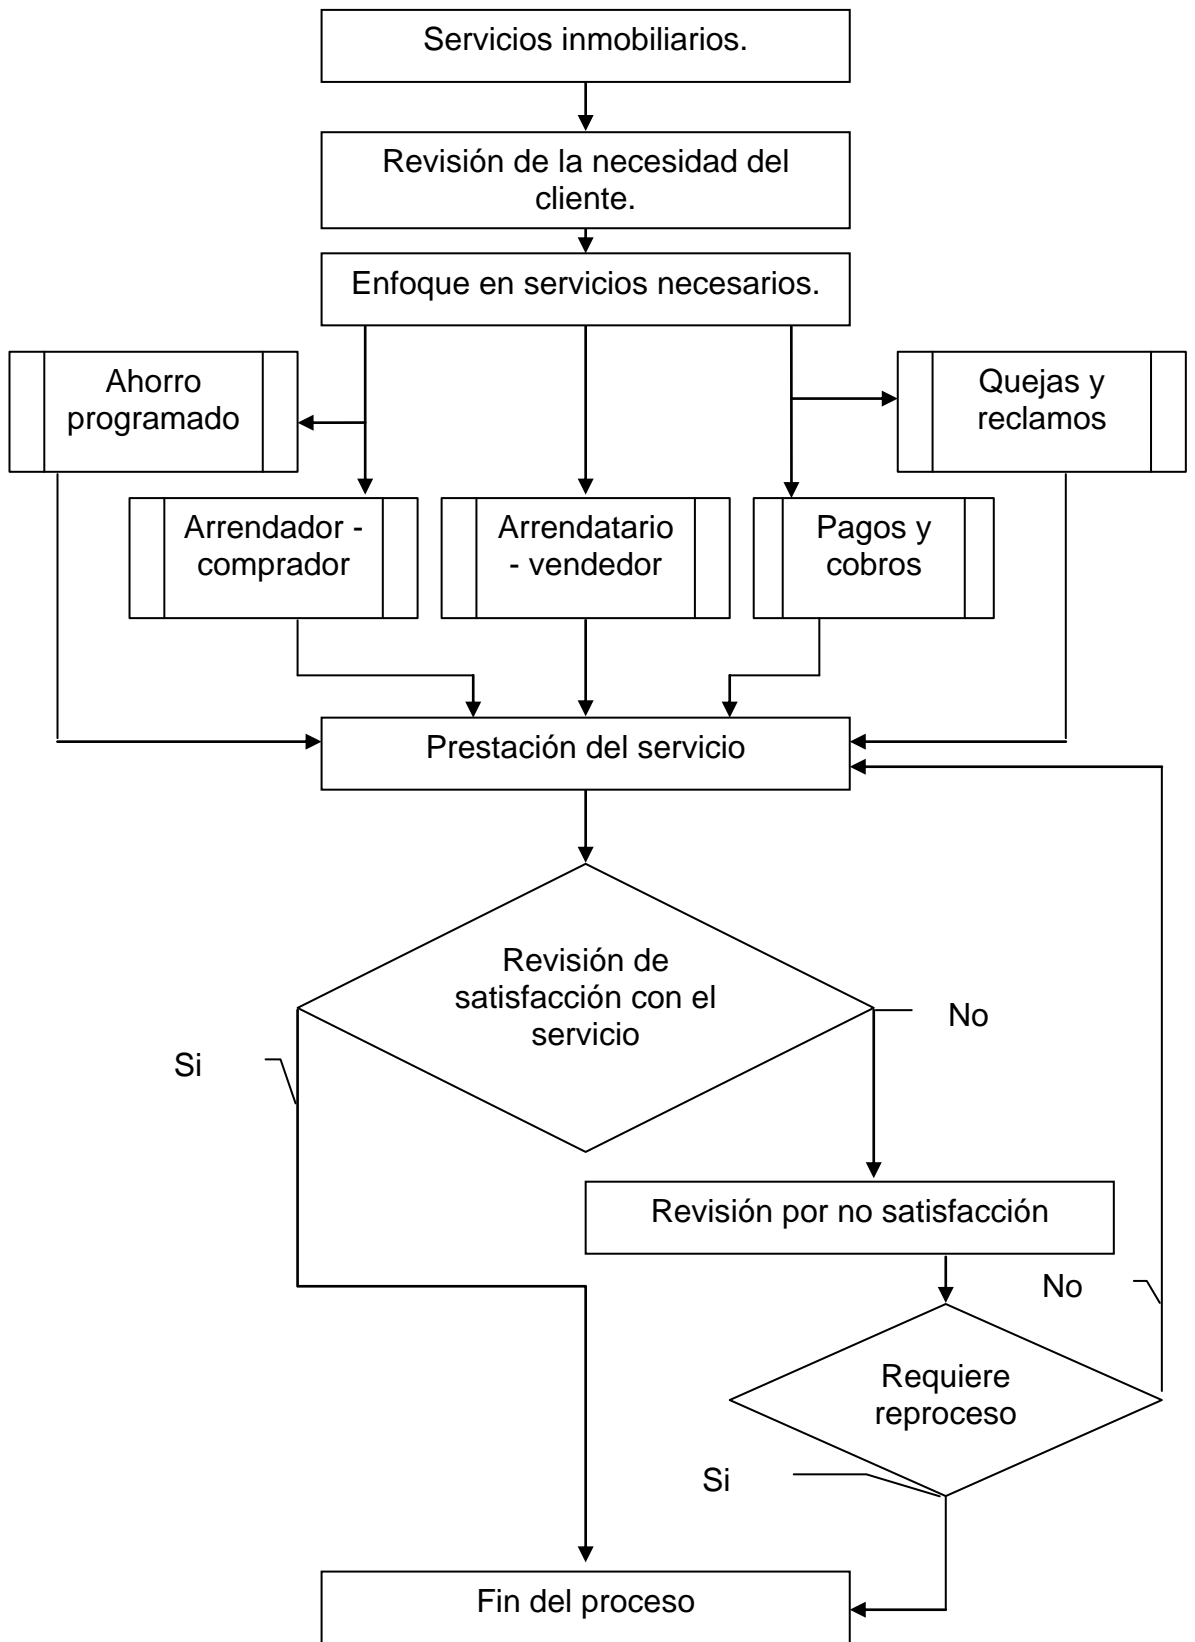 Servicios inmobiliarios.
Revisión de la necesidad del
cliente.
Enfoque en servicios necesarios.
Ahorro
programado
Quejas y
reclamos
Arrendador -
comprador
Arrendatario
- vendedor
Pagos y
cobros
Prestación del servicio
Revisión de
satisfacción con el
servicio
No
Si
Revisión por no satisfacción
No
Requiere
reproceso
Si
Fin del proceso